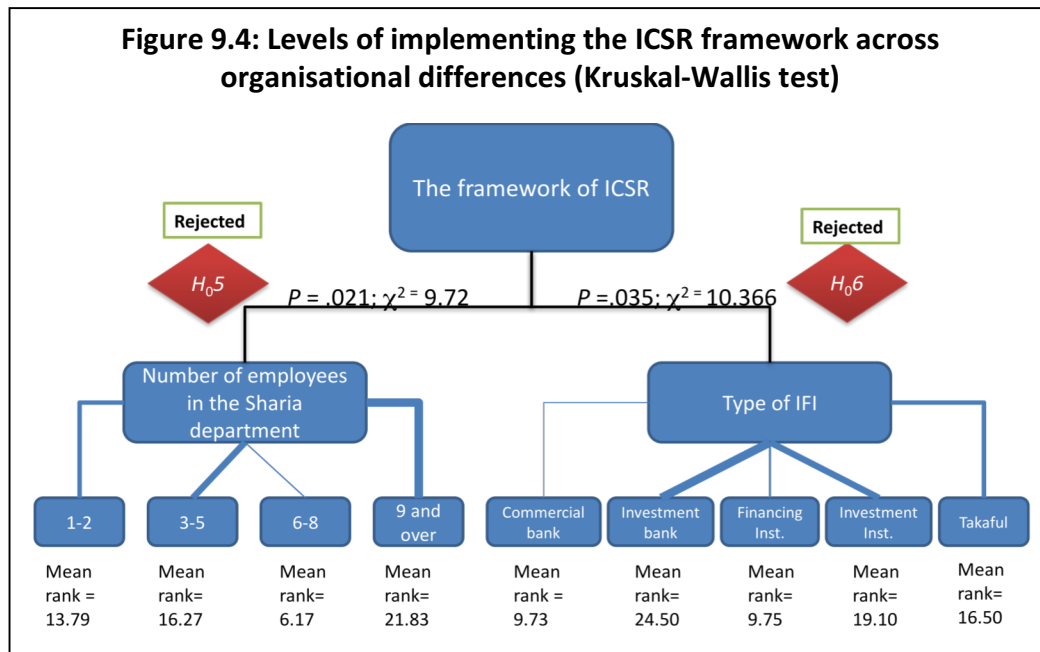 Figure 9.4: Levels of implementing the ICSR framework across
organisational differences (Kruskal-Wallis test)
The framework of ICSR
Rejected
H₀5
Rejected
H₀6
P = .021; χ² = 9.72
P =.035; χ² = 10.366
Number of employees
in the Sharia
department
Type of IFI
1-2
3-5
6-8
9 and
over
Commercial
bank
Investment
bank
Financing
Inst.
Investment
Inst.
Takaful
Mean
rank =
13.79
Mean
rank=
16.27
Mean
rank=
6.17
Mean
rank=
21.83
Mean
rank =
9.73
Mean
rank=
24.50
Mean
rank=
9.75
Mean
rank=
19.10
Mean
rank=
16.50